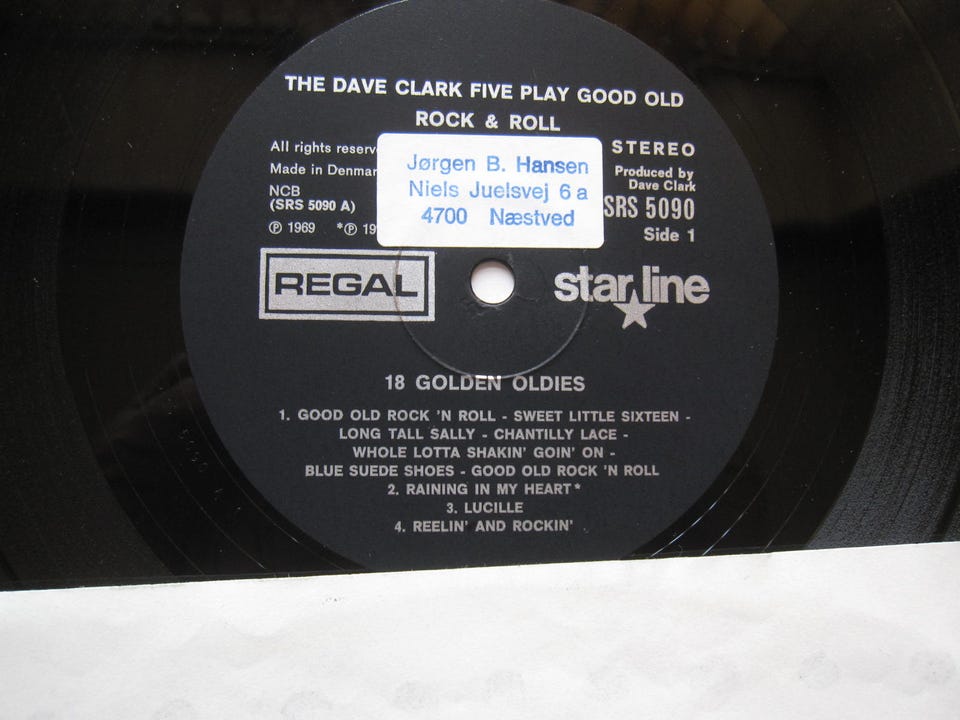 THE DAVE CLARK FIVE PLAY GOOD OLD
ROCK & ROLL
All rights reserv
Made in Denmar
NCB
(SRS 5090 A)
℗ 1969 *℗ 19
Jørgen B. Hansen
Niels Juelsvej 6 a
4700 Næstved
STEREO
Produced by
Dave Clark
SRS 5090
Side 1
REGAL
starline
18 GOLDEN OLDIES
1. GOOD OLD ROCK 'N ROLL - SWEET LITTLE SIXTEEN -
LONG TALL SALLY - CHANTILLY LACE -
WHOLE LOTTA SHAKIN' GOIN' ON -
BLUE SUEDE SHOES - GOOD OLD ROCK 'N ROLL
2. RAINING IN MY HEART*
3. LUCILLE
4. REELIN' AND ROCKIN'